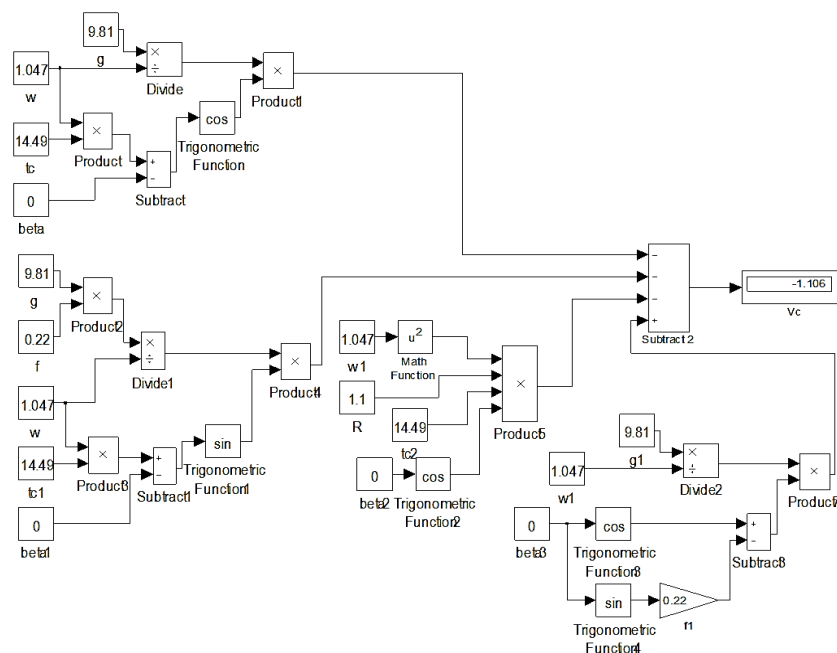 9.81
g
×
÷
Divide
1.047
w
×
Product1
cos
Trigonometric
Function
14.49
tc
×
Product
+
−
Subtract
0
beta
9.81
g
×
Product2
0.22
f
×
÷
Divide1
1.047
w
×
Product4
14.49
tc1
×
Product3
+
−
Subtract1
sin
Trigonometric
Function1
0
beta1
1.047
w1
u²
Math
Function
1.1
R
×
Product5
14.49
tc2
0
beta2
cos
Trigonometric
Function2
−
−
−
+
Subtract2
-1.106
Vc
9.81
g1
×
÷
Divide2
1.047
w1
×
0
beta3
cos
Trigonometric
Function3
+
−
Subtract3
sin
Trigonometric
Function4
0.22
f1